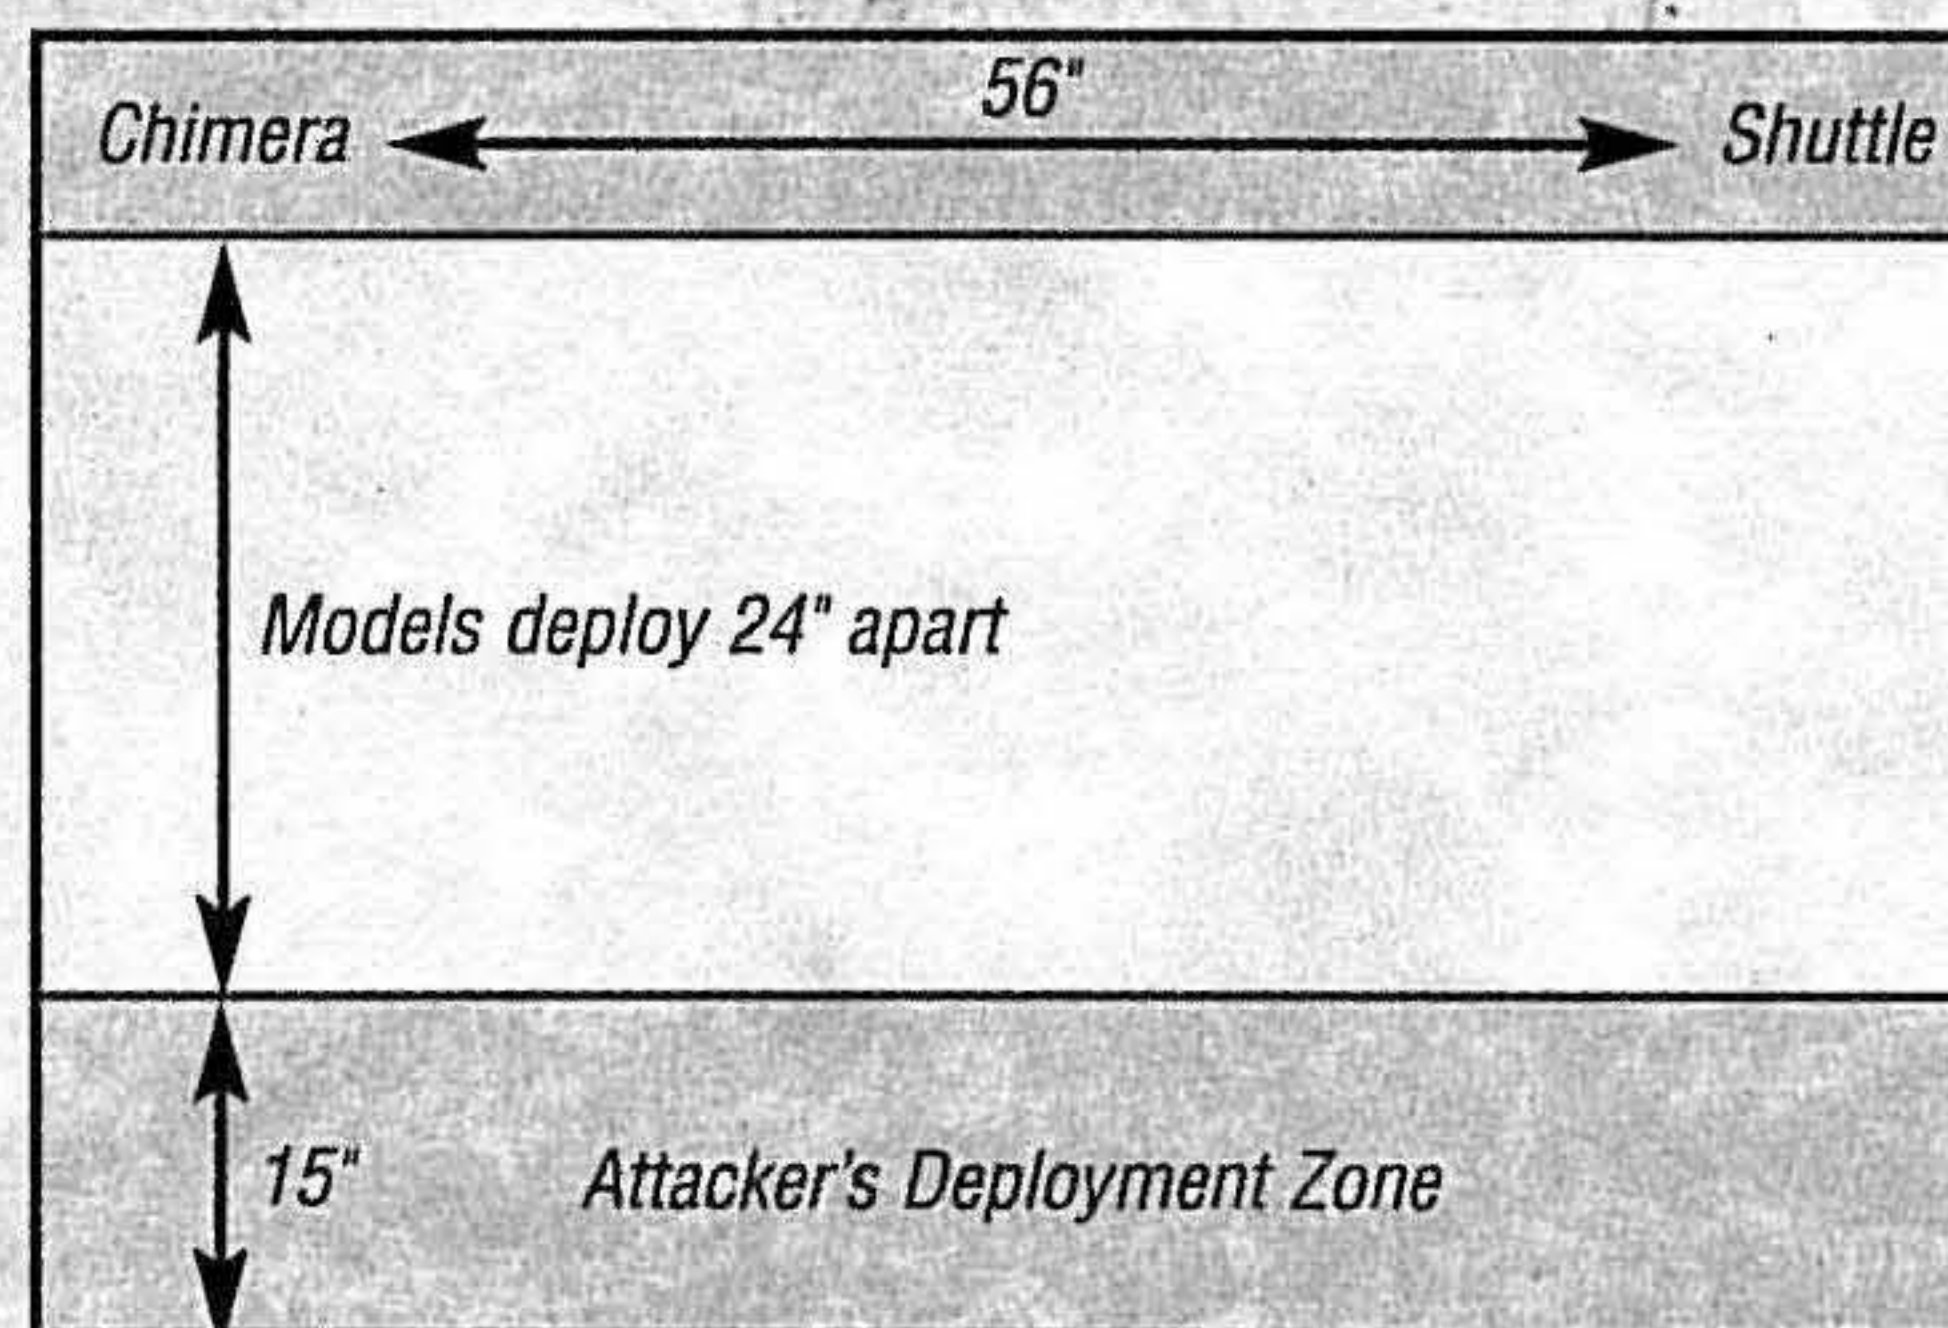 56"
Chimera Shuttle
Models deploy 24" apart
15" Attacker's Deployment Zone